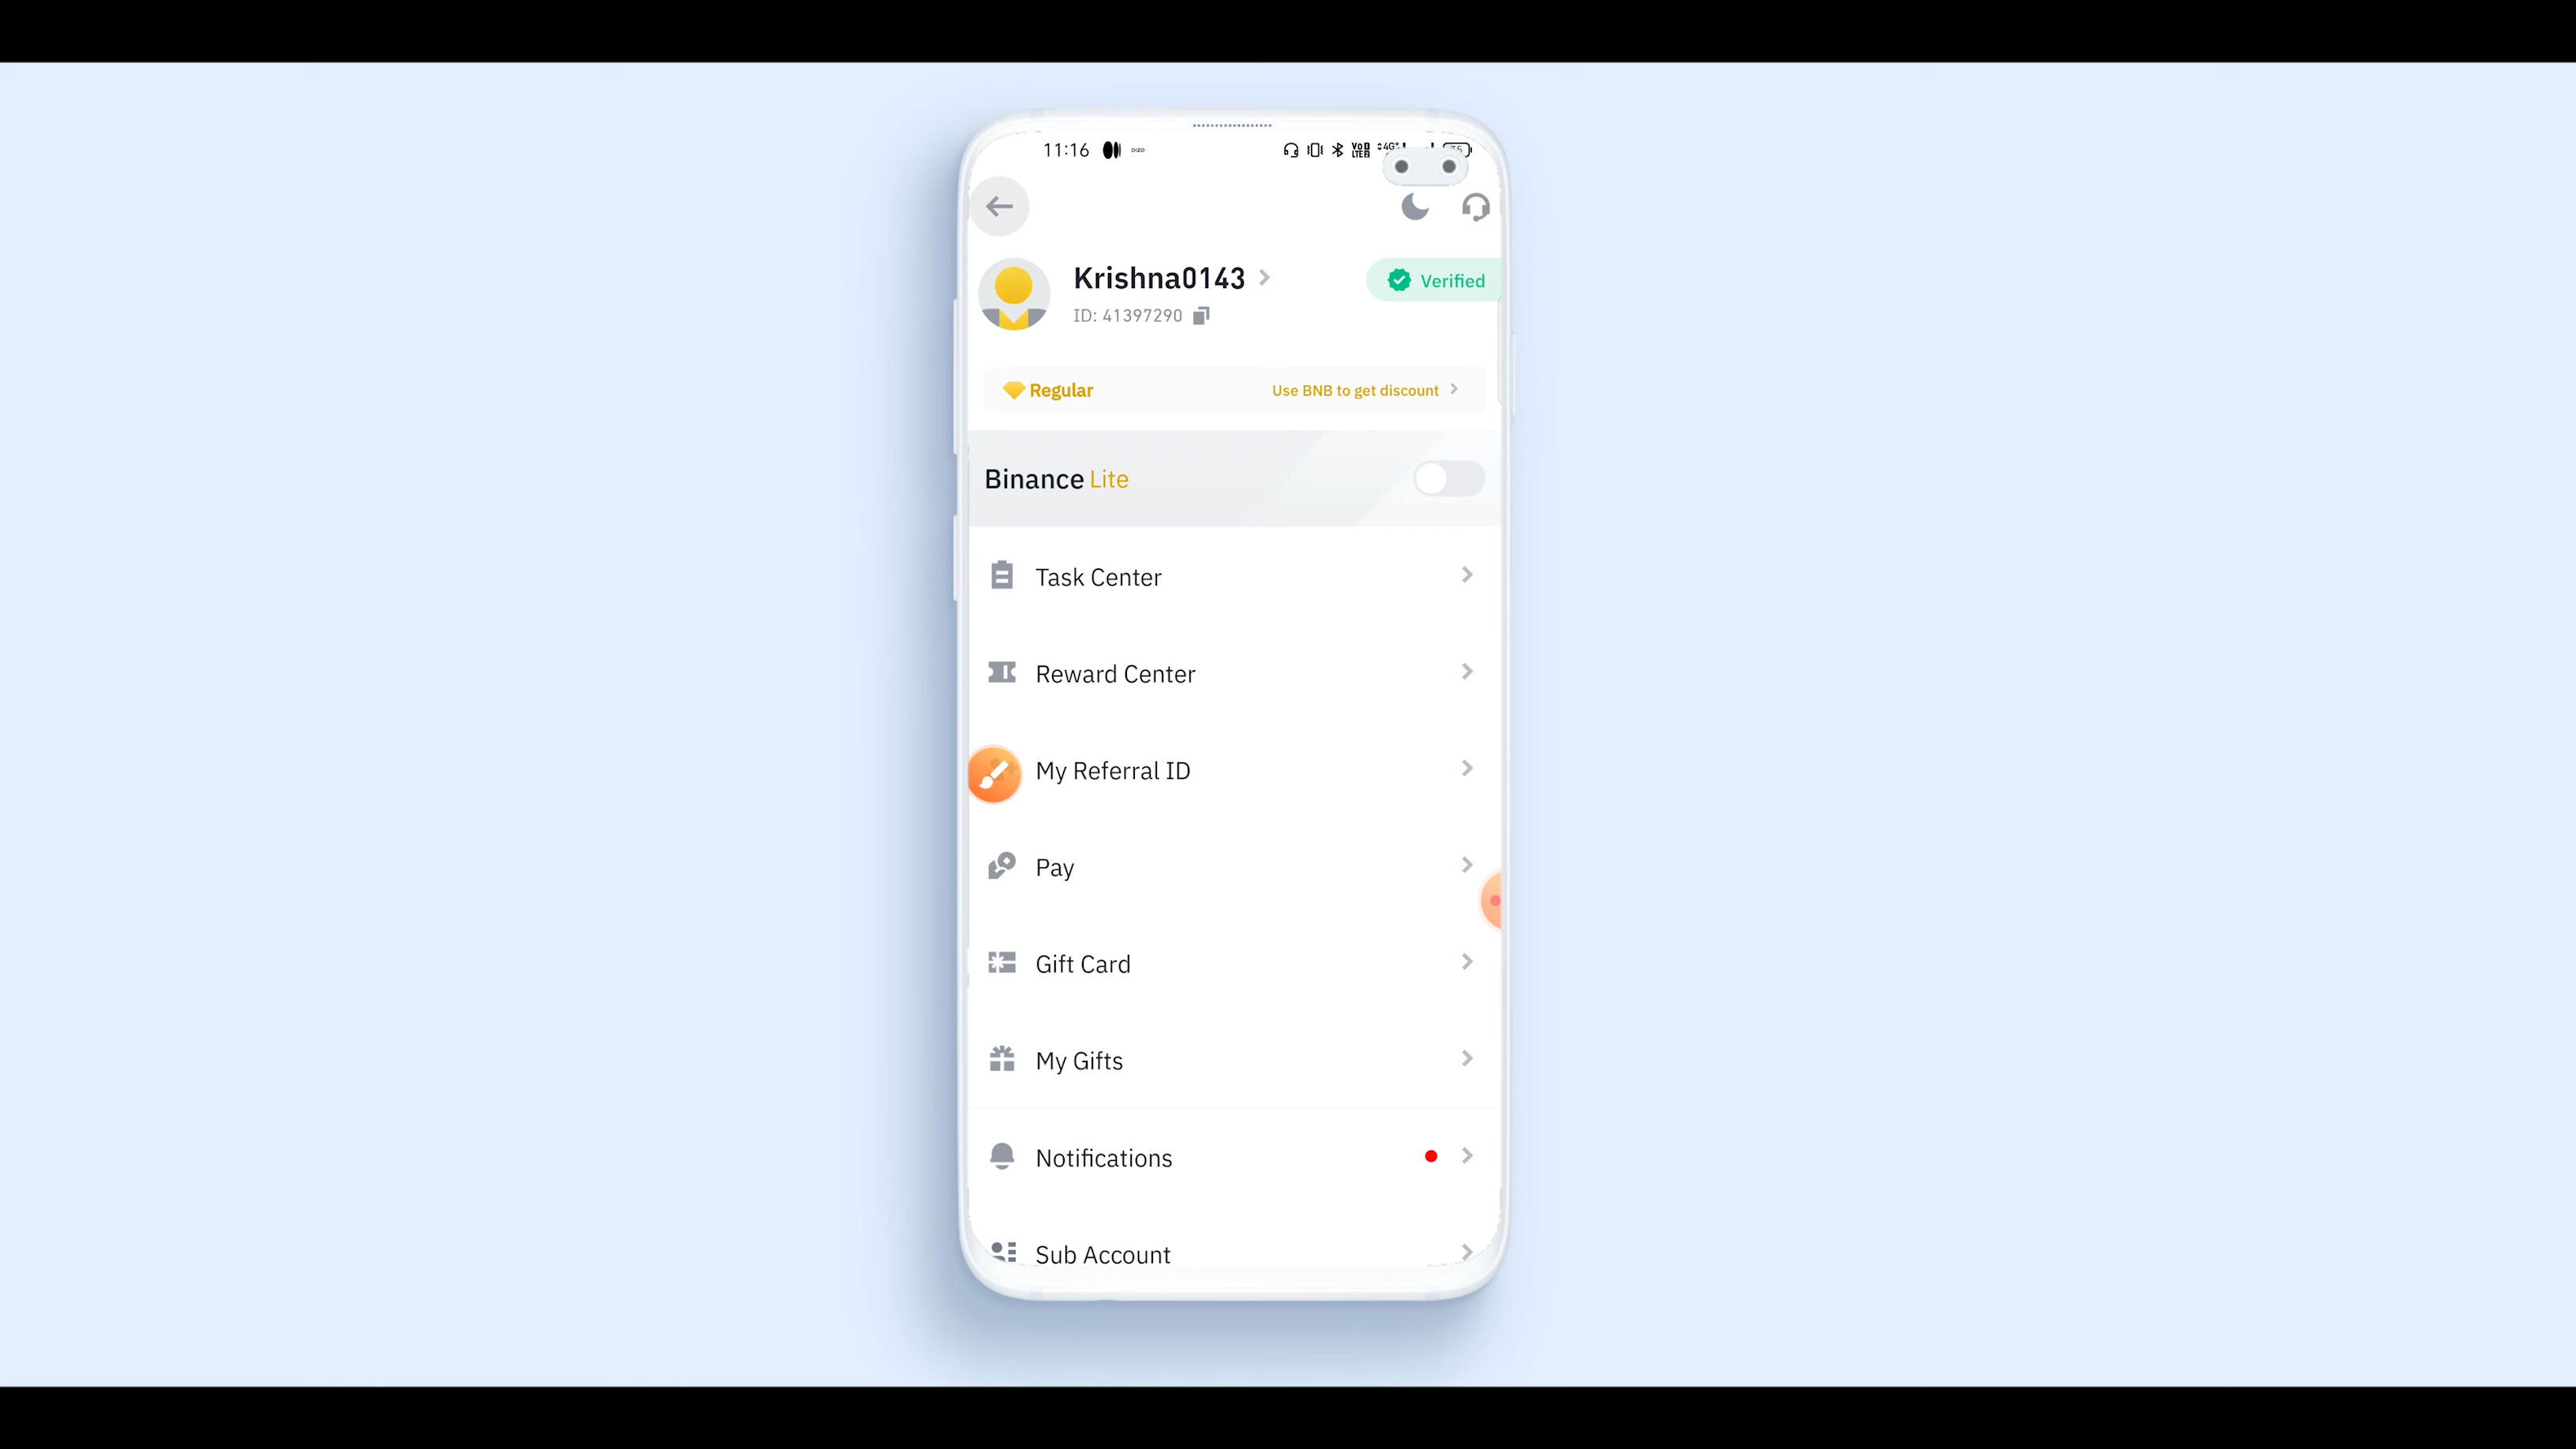 11:16
Krishna0143
Verified
ID: 41397290
Regular
Use BNB to get discount
Binance Lite
Task Center
Reward Center
My Referral ID
Pay
Gift Card
My Gifts
Notifications
Sub Account